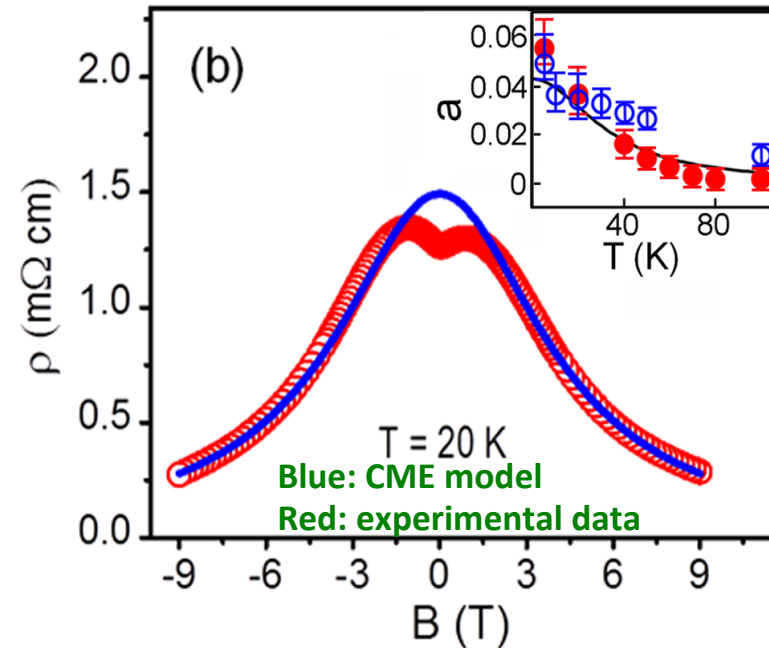 (b)
ρ (mΩ cm)
2.0
1.5
1.0
0.5
0.0
T = 20 K
Blue: CME model
Red: experimental data
-9 -6 -3 0 3 6 9
B (T)
a
0.06
0.04
0.02
0
40 80
T (K)